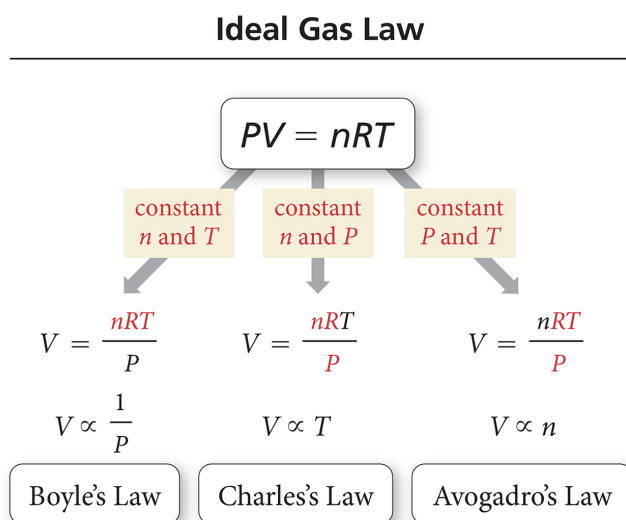 Ideal Gas Law
PV = nRT
constant
n and T
constant
n and P
constant
P and T
V = nRT / P
V = nRT / P
V = nRT / P
V ∝ 1 / P
V ∝ T
V ∝ n
Boyle’s Law
Charles’s Law
Avogadro’s Law